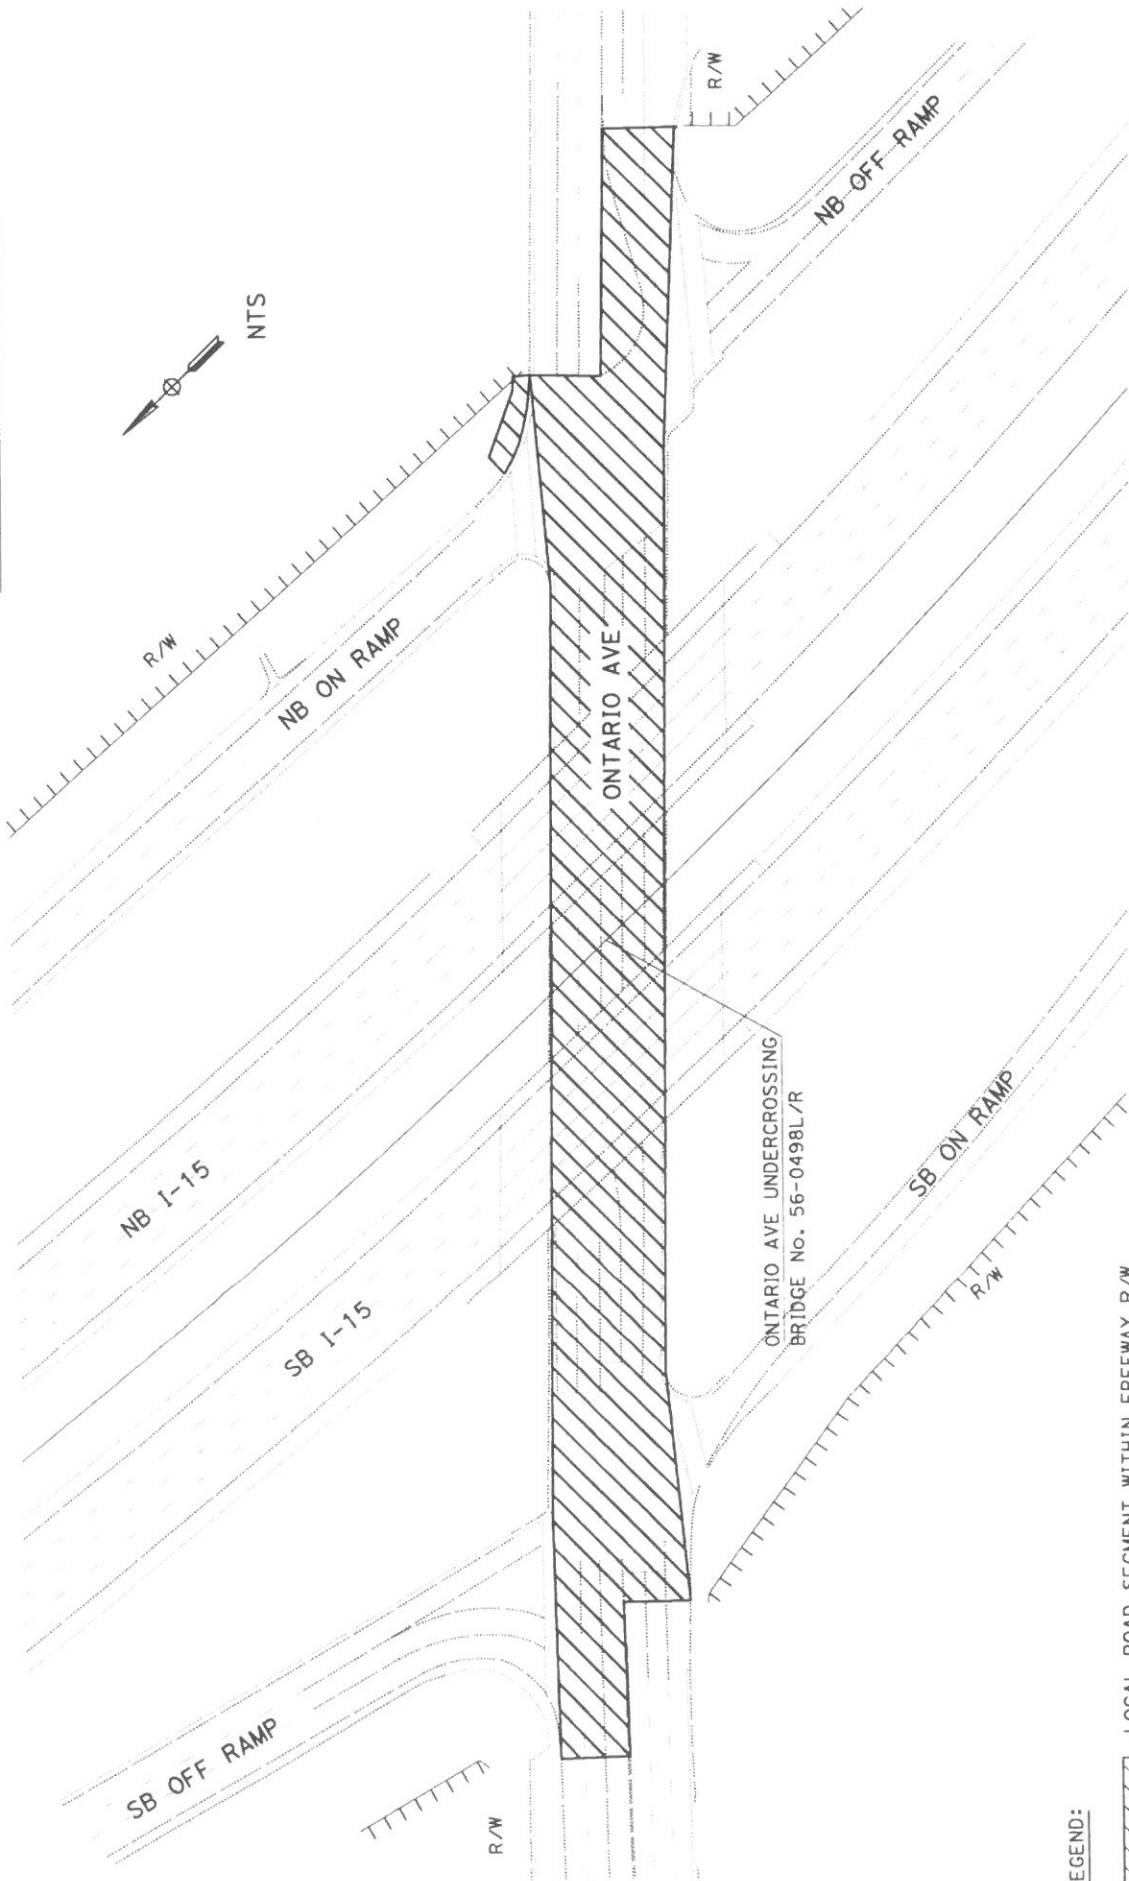 R/W
NB OFF RAMP
NTS
R/W
NB ON RAMP
ONTARIO AVE
NB I-15
SB I-15
ONTARIO AVE UNDERCROSSING
BRIDGE No. 56-0498L/R
SB ON RAMP
R/W
SB OFF RAMP
R/W
EGEND:
LOCAL ROAD SEGMENT WITHIN FREEWAY R/W